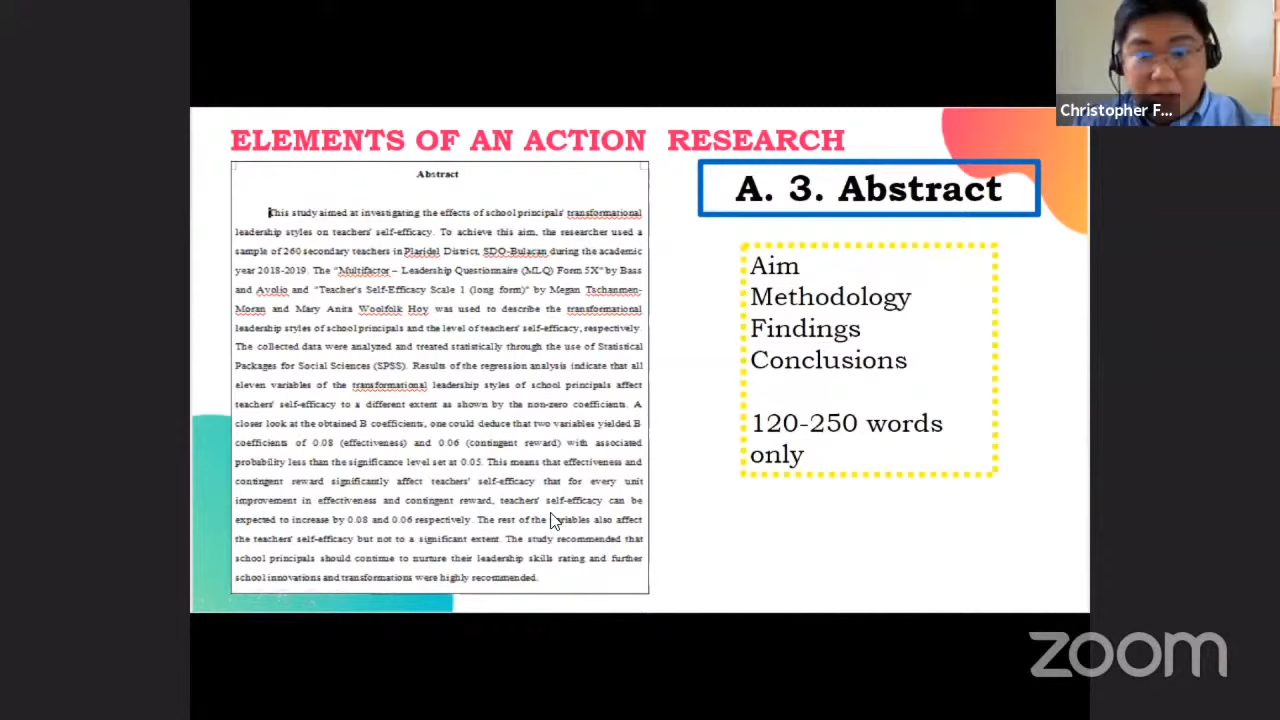 Christopher F...
ELEMENTS OF AN ACTION RESEARCH
A. 3. Abstract
Abstract
This study aimed at investigating the effects of school principals' transformational
leadership styles on teachers' self-efficacy. To achieve this aim, the researcher used a
sample of 260 secondary teachers in Plaridel District, SDO-Bulacan during the academic
year 2018-2019. The "Multifactor – Leadership Questionnaire (MLQ) Form 5X" by Bass
and Avolio and "Teacher's Self-Efficacy Scale 1 (long form)" by Megan Tschanmen-
Moran and Mary Anita Woolfolk Hoy was used to describe the transformational
leadership styles of school principals and the level of teachers' self-efficacy, respectively.
The collected data were analyzed and treated statistically through the use of Statistical
Packages for Social Sciences (SPSS). Results of the regression analysis indicate that all
eleven variables of the transformational leadership styles of school principals affect
teachers' self-efficacy to a different extent as shown by the non-zero coefficients. A
closer look at the obtained B coefficients, one could deduce that two variables yielded B
coefficients of 0.08 (effectiveness) and 0.06 (contingent reward) with associated
probability less than the significance level set at 0.05. This means that effectiveness and
contingent reward significantly affect teachers' self-efficacy that for every unit
improvement in effectiveness and contingent reward, teachers' self-efficacy can be
expected to increase by 0.08 and 0.06 respectively. The rest of the variables also affect
the teachers' self-efficacy but not to a significant extent. The study recommended that
school principals should continue to nurture their leadership skills rating and further
school innovations and transformations were highly recommended.
Aim
Methodology
Findings
Conclusions
120-250 words
only
zoom